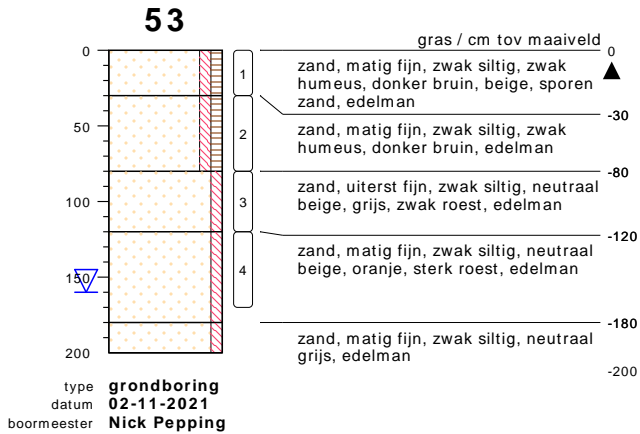 53
gras / cm tov maaiveld
0
0
1
zand, matig fijn, zwak siltig, zwak
humeus, donker bruin, beige, sporen
zand, edelman
-30
50
2
zand, matig fijn, zwak siltig, zwak
humeus, donker bruin, edelman
-80
100
3
zand, uiterst fijn, zwak siltig, neutraal
beige, grijs, zwak roest, edelman
-120
150
4
zand, matig fijn, zwak siltig, neutraal
beige, oranje, sterk roest, edelman
-180
200
zand, matig fijn, zwak siltig, neutraal
grijs, edelman
-200
type grondboring
datum 02-11-2021
boormeester Nick Pepping